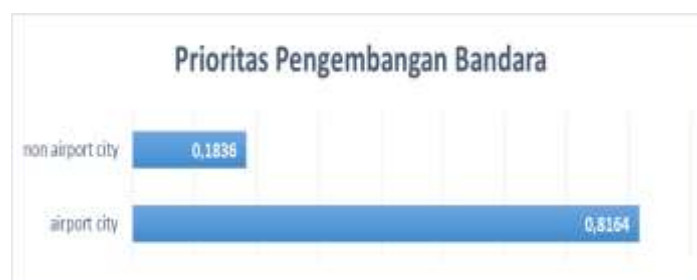 Prioritas Pengembangan Bandara
non airport city
0,1836
airport city
0,8164